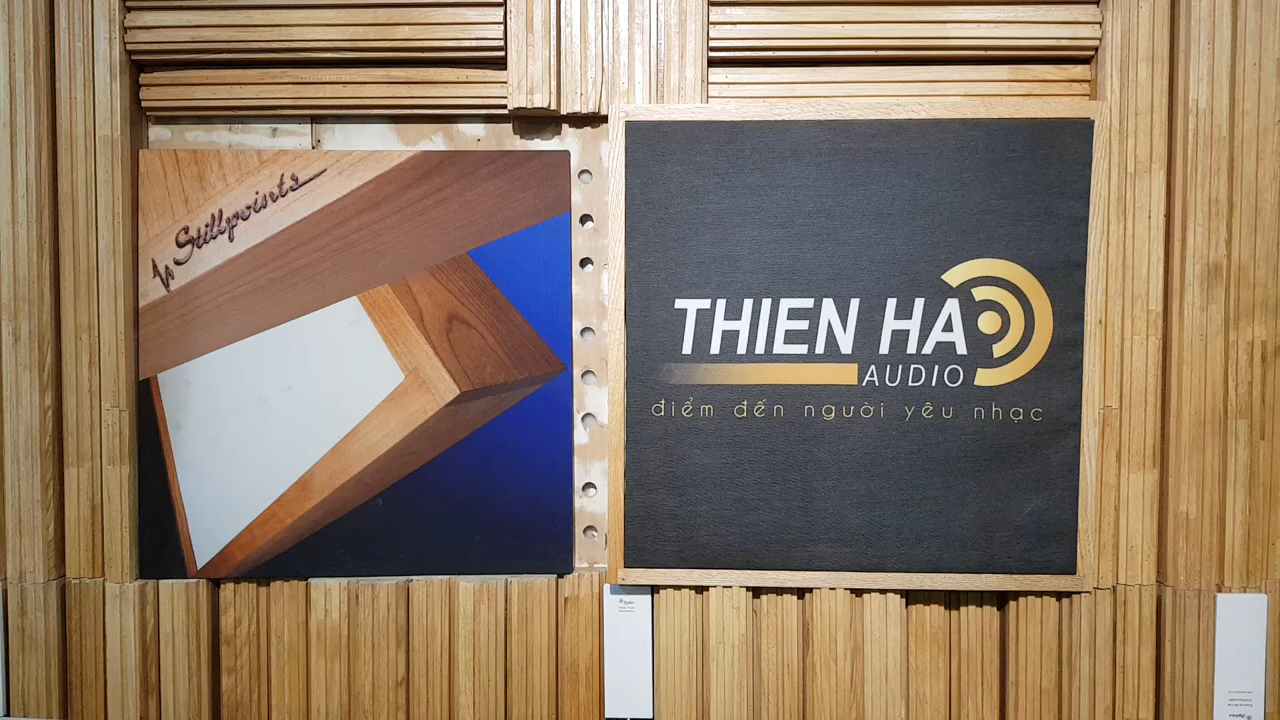 Stillpoints
THIEN HA
AUDIO
điểm đến người yêu nhạc